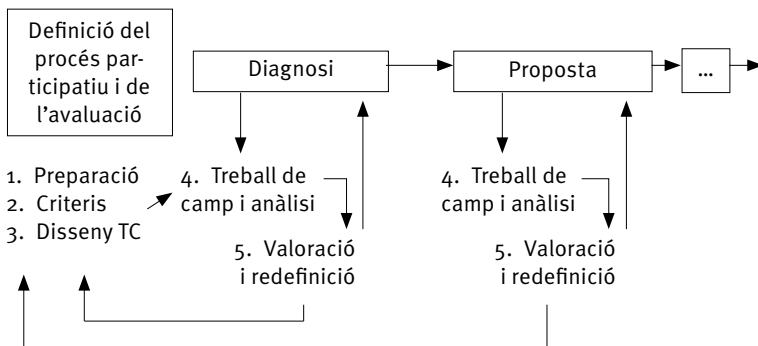 Definició del
procés par-
ticipatiu i de
l'avaluació
Diagnosi
Proposta
...
1. Preparació
2. Criteris
3. Disseny TC
4. Treball de
camp i anàlisi
5. Valoració
i redefinició
4. Treball de
camp i anàlisi
5. Valoració
i redefinició